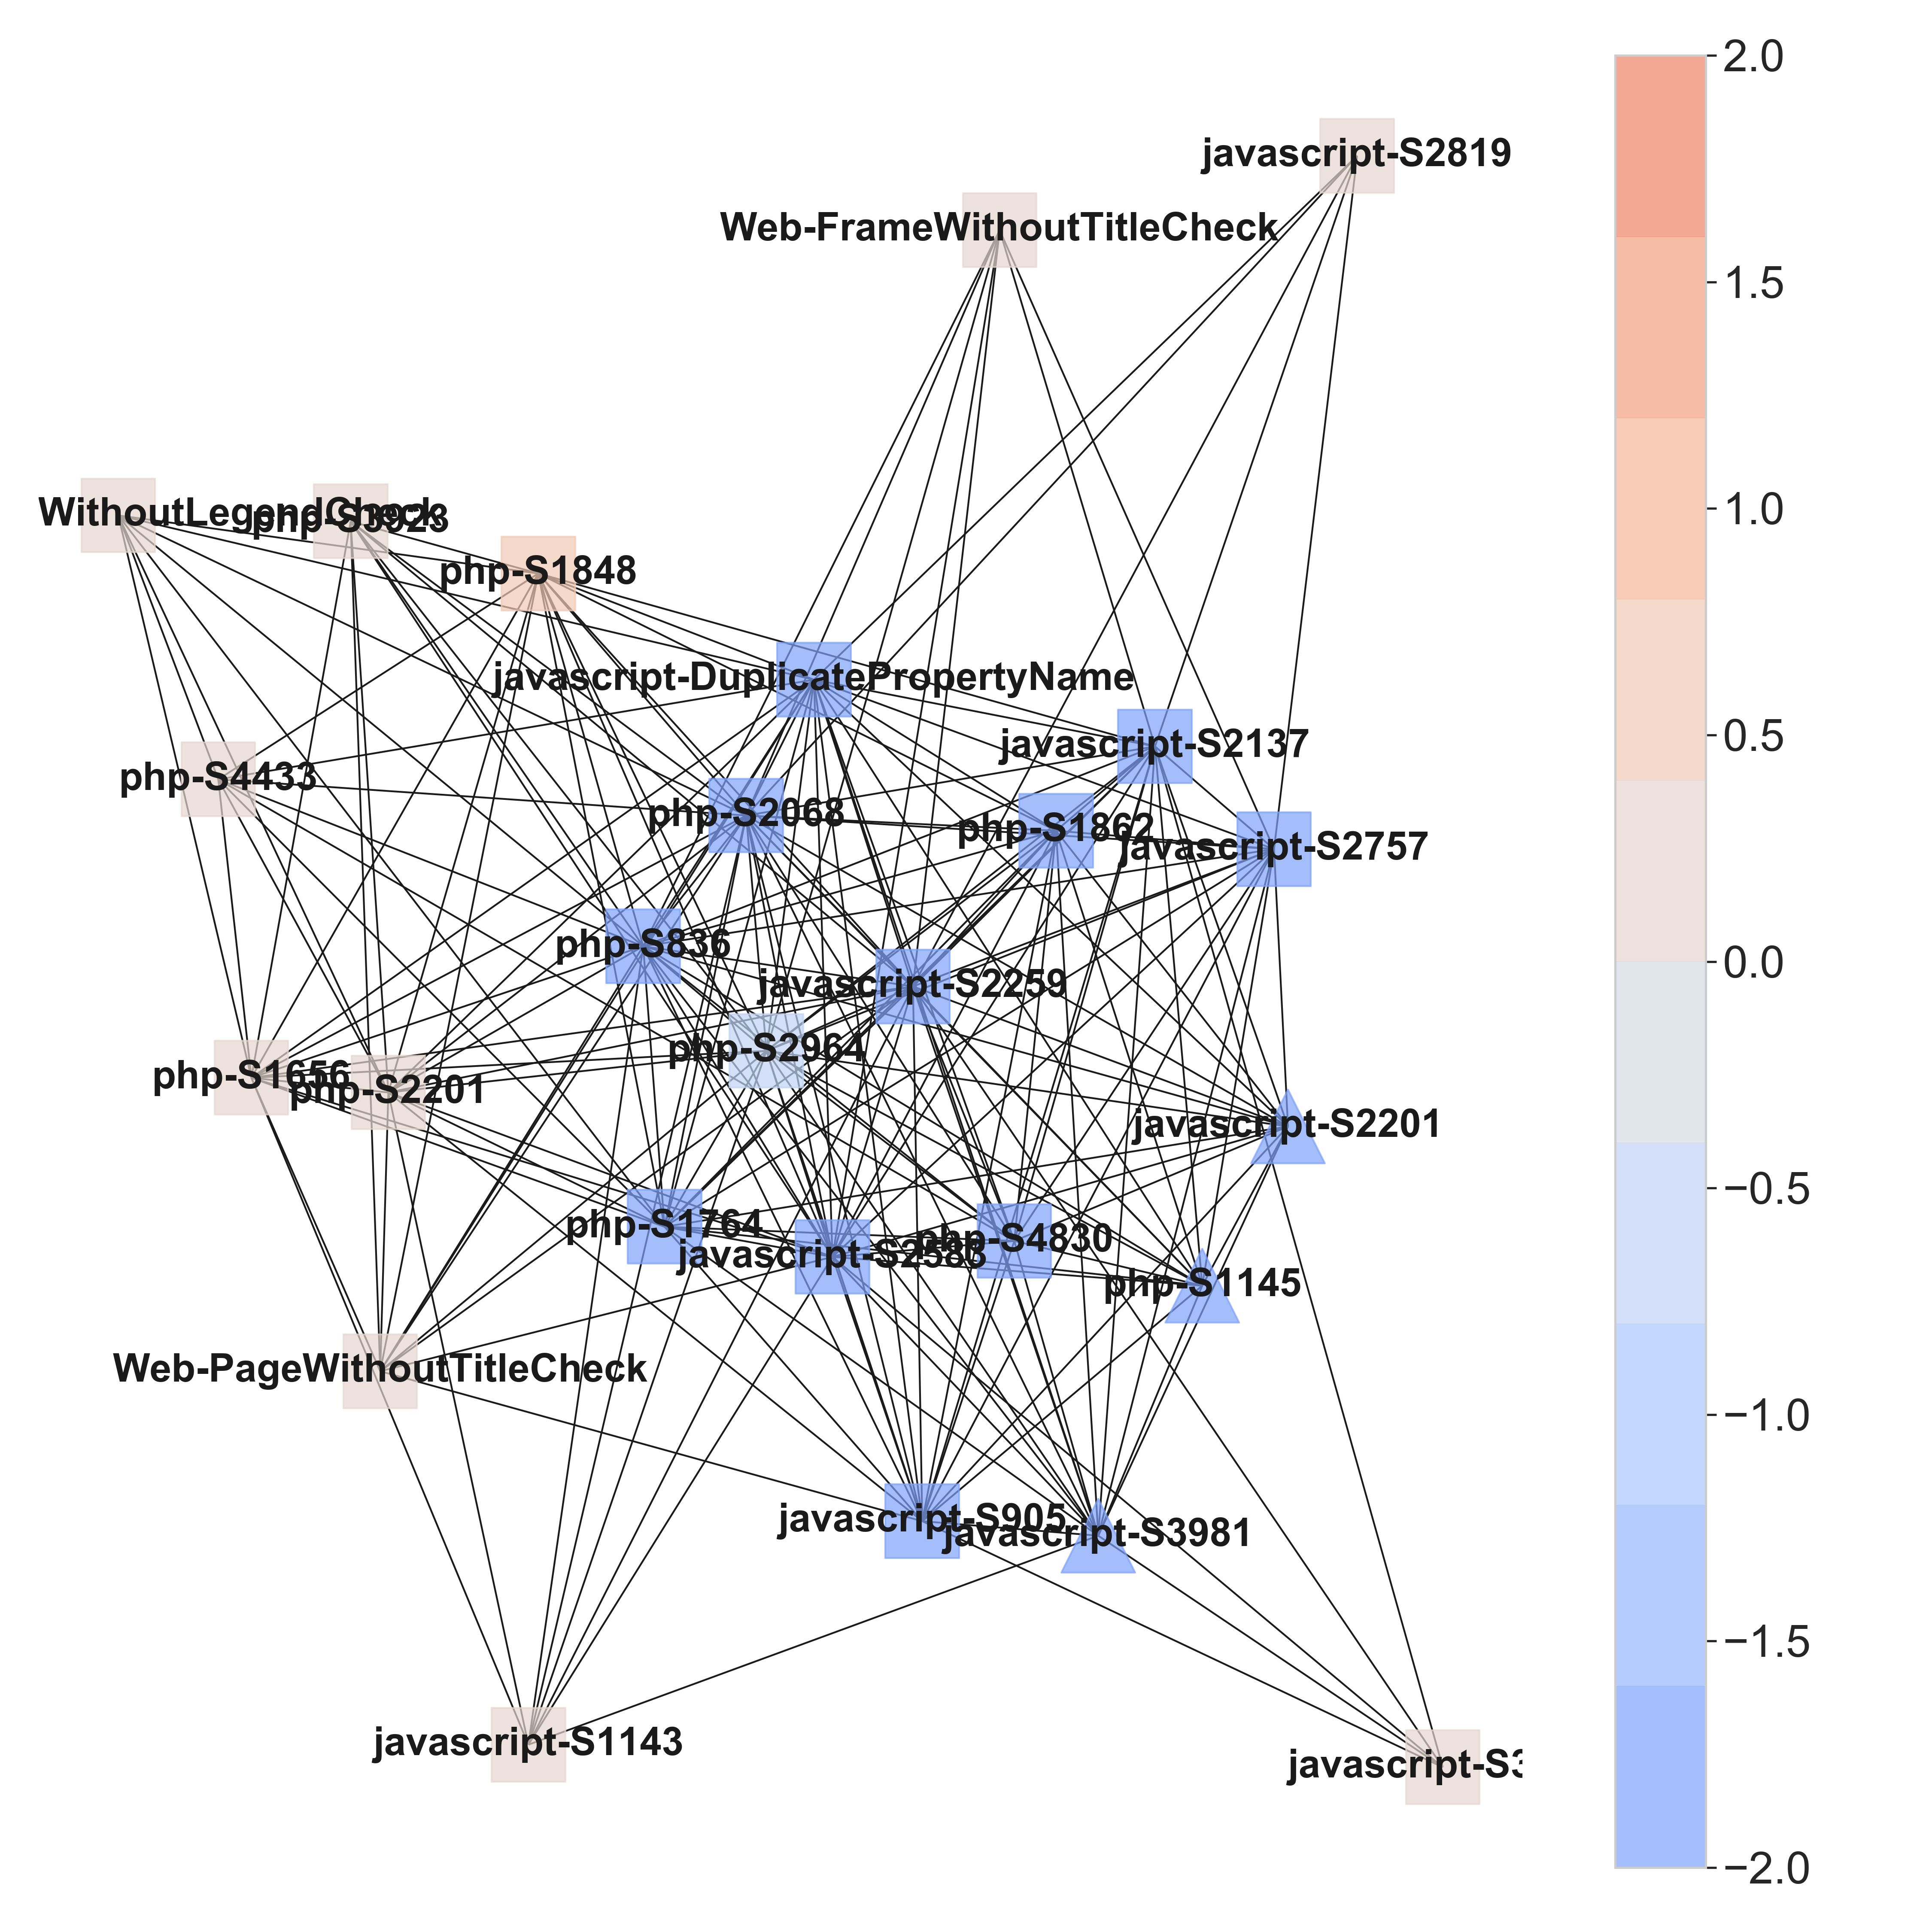 javascript-S2819
Web-FrameWithoutTitleCheck
WithoutLegendCheck
php-S3923
php-S1848
javascript-DuplicatePropertyName
javascript-S2137
php-S4433
php-S2068
php-S1862
javascript-S2757
php-S836
javascript-S2259
php-S2964
php-S1656
php-S2201
javascript-S2201
php-S1764
javascript-S2583
php-S4830
php-S1145
Web-PageWithoutTitleCheck
javascript-S905
javascript-S3981
javascript-S1143
javascript-S3
2.0
1.5
1.0
0.5
0.0
−0.5
−1.0
−1.5
−2.0